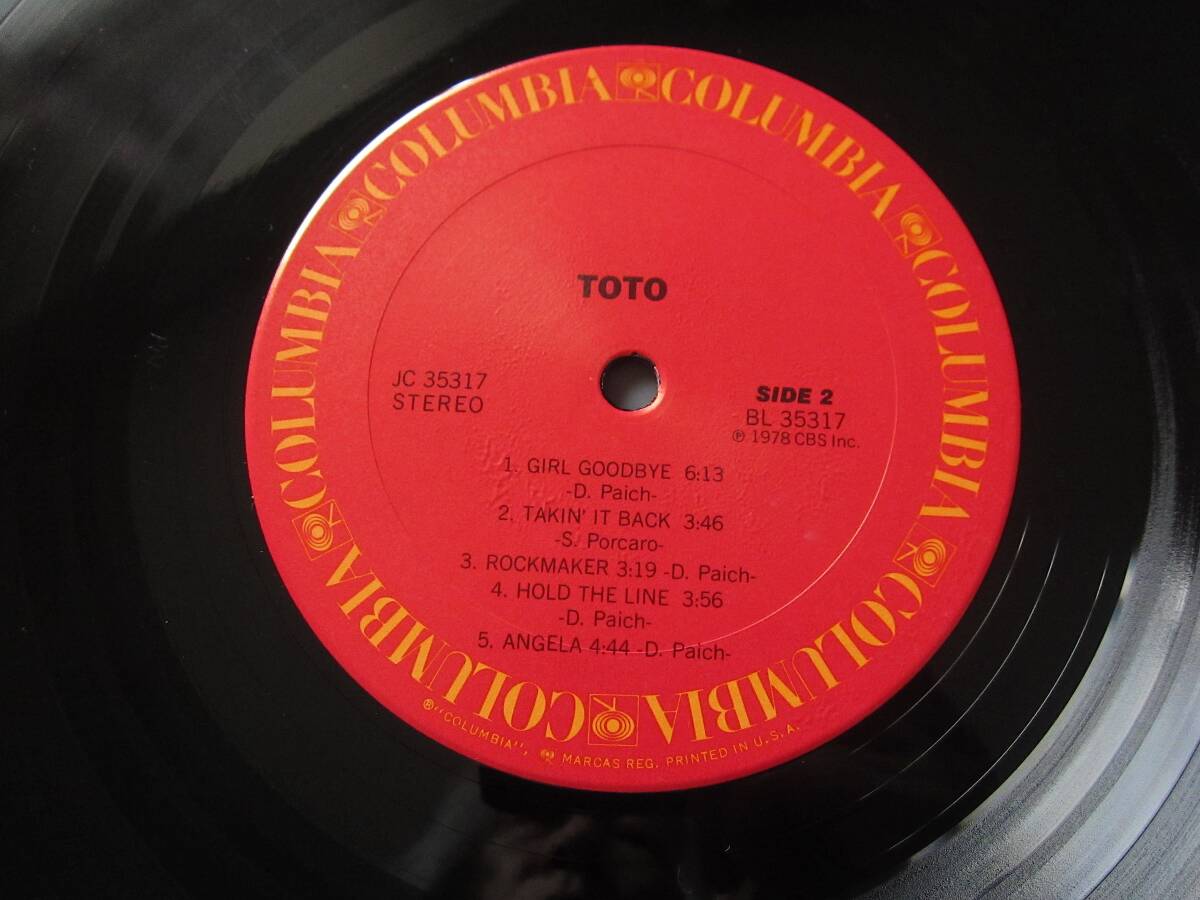 COLUMBIA COLUMBIA COLUMBIA COLUMBIA COLUMBIA COLUMBIA
TOTO
JC 35317
STEREO
SIDE 2
BL 35317
℗ 1978 CBS Inc.
1. GIRL GOODBYE 6:13
-D. Paich-
2. TAKIN' IT BACK 3:46
-S. Porcaro-
3. ROCKMAKER 3:19 -D. Paich-
4. HOLD THE LINE 3:56
-D. Paich-
5. ANGELA 4:44 -D. Paich-
®"COLUMBIA", MARCAS REG. PRINTED IN U.S.A.